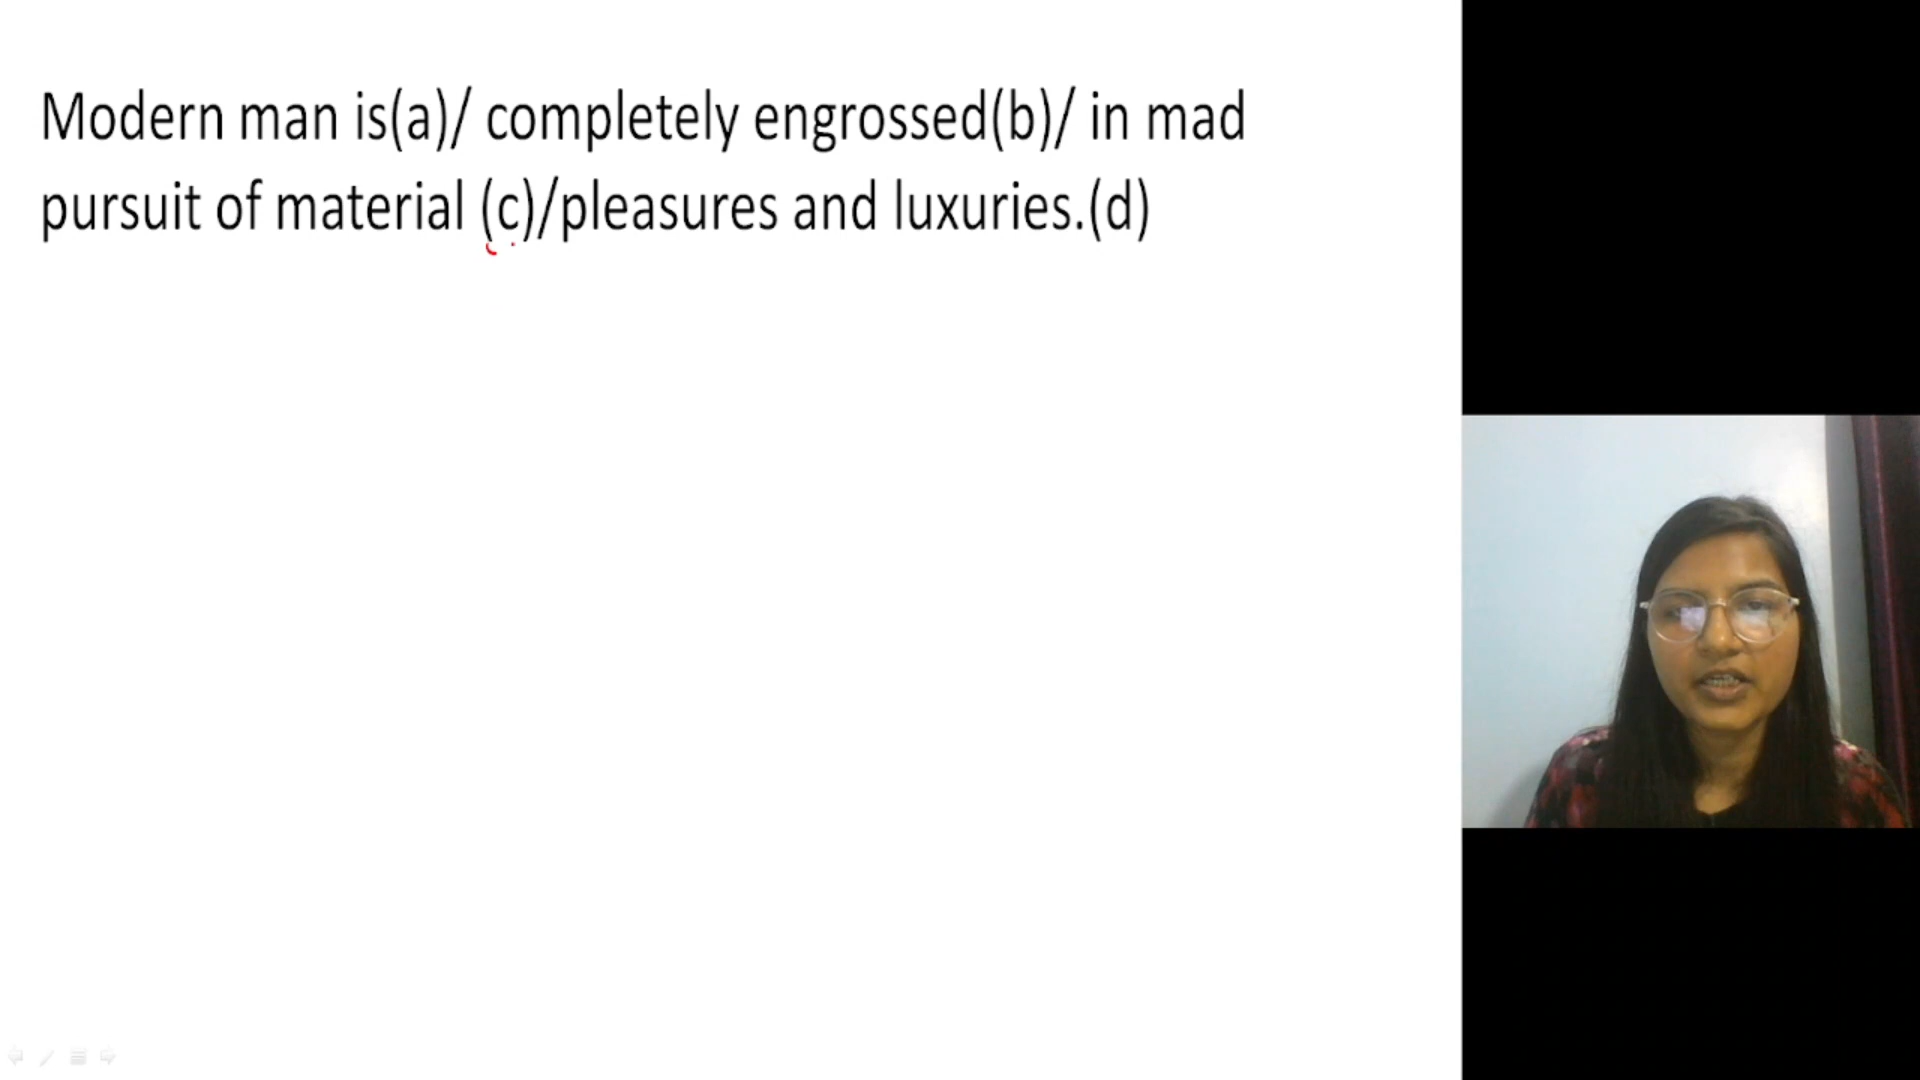 Modern man is(a)/ completely engrossed(b)/ in mad
pursuit of material (c)/pleasures and luxuries.(d)